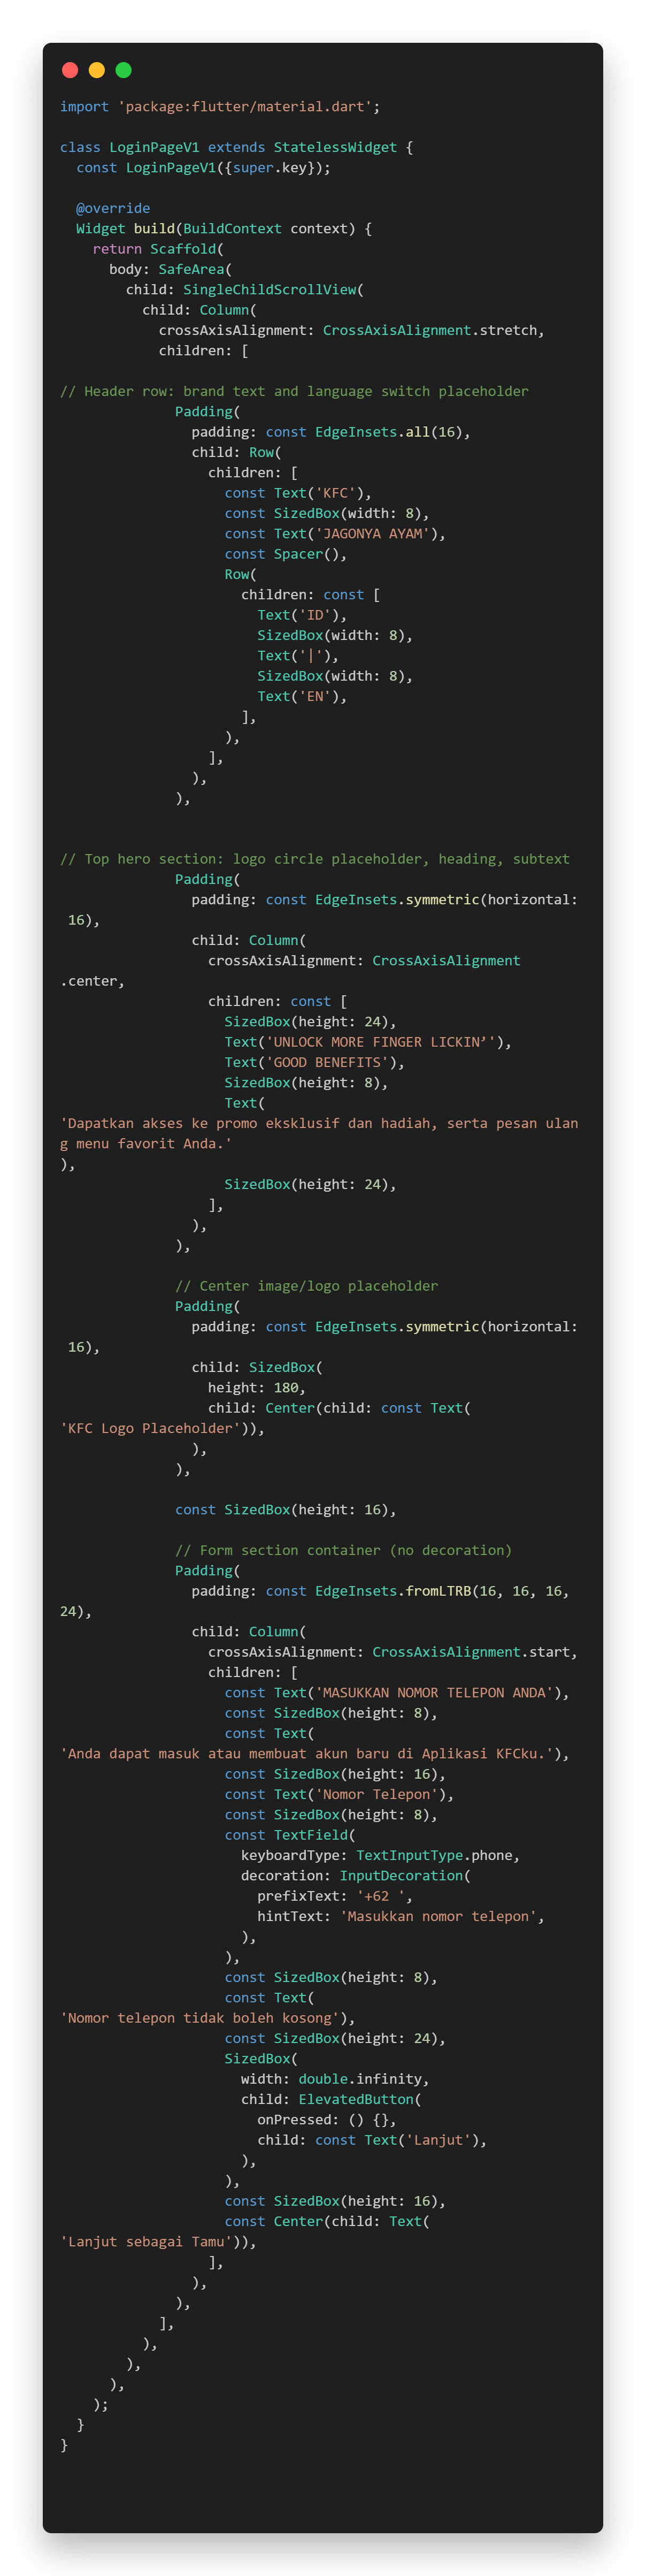 import 'package:flutter/material.dart';

class LoginPageV1 extends StatelessWidget {
  const LoginPageV1({super.key});

  @override
  Widget build(BuildContext context) {
    return Scaffold(
      body: SafeArea(
        child: SingleChildScrollView(
          child: Column(
            crossAxisAlignment: CrossAxisAlignment.stretch,
            children: [

// Header row: brand text and language switch placeholder
              Padding(
                padding: const EdgeInsets.all(16),
                child: Row(
                  children: [
                    const Text('KFC'),
                    const SizedBox(width: 8),
                    const Text('JAGONYA AYAM'),
                    const Spacer(),
                    Row(
                      children: const [
                        Text('ID'),
                        SizedBox(width: 8),
                        Text('|'),
                        SizedBox(width: 8),
                        Text('EN'),
                      ],
                    ),
                  ],
                ),
              ),


// Top hero section: logo circle placeholder, heading, subtext
              Padding(
                padding: const EdgeInsets.symmetric(horizontal:
 16),
                child: Column(
                  crossAxisAlignment: CrossAxisAlignment
.center,
                  children: const [
                    SizedBox(height: 24),
                    Text('UNLOCK MORE FINGER LICKIN’'),
                    Text('GOOD BENEFITS'),
                    SizedBox(height: 8),
                    Text(
'Dapatkan akses ke promo eksklusif dan hadiah, serta pesan ulan
g menu favorit Anda.'
),
                    SizedBox(height: 24),
                  ],
                ),
              ),

              // Center image/logo placeholder
              Padding(
                padding: const EdgeInsets.symmetric(horizontal:
 16),
                child: SizedBox(
                  height: 180,
                  child: Center(child: const Text(
'KFC Logo Placeholder')),
                ),
              ),

              const SizedBox(height: 16),

              // Form section container (no decoration)
              Padding(
                padding: const EdgeInsets.fromLTRB(16, 16, 16,
24),
                child: Column(
                  crossAxisAlignment: CrossAxisAlignment.start,
                  children: [
                    const Text('MASUKKAN NOMOR TELEPON ANDA'),
                    const SizedBox(height: 8),
                    const Text(
'Anda dapat masuk atau membuat akun baru di Aplikasi KFCku.'),
                    const SizedBox(height: 16),
                    const Text('Nomor Telepon'),
                    const SizedBox(height: 8),
                    const TextField(
                      keyboardType: TextInputType.phone,
                      decoration: InputDecoration(
                        prefixText: '+62 ',
                        hintText: 'Masukkan nomor telepon',
                      ),
                    ),
                    const SizedBox(height: 8),
                    const Text(
'Nomor telepon tidak boleh kosong'),
                    const SizedBox(height: 24),
                    SizedBox(
                      width: double.infinity,
                      child: ElevatedButton(
                        onPressed: () {},
                        child: const Text('Lanjut'),
                      ),
                    ),
                    const SizedBox(height: 16),
                    const Center(child: Text(
'Lanjut sebagai Tamu')),
                  ],
                ),
              ),
            ],
          ),
        ),
      ),
    );
  }
}